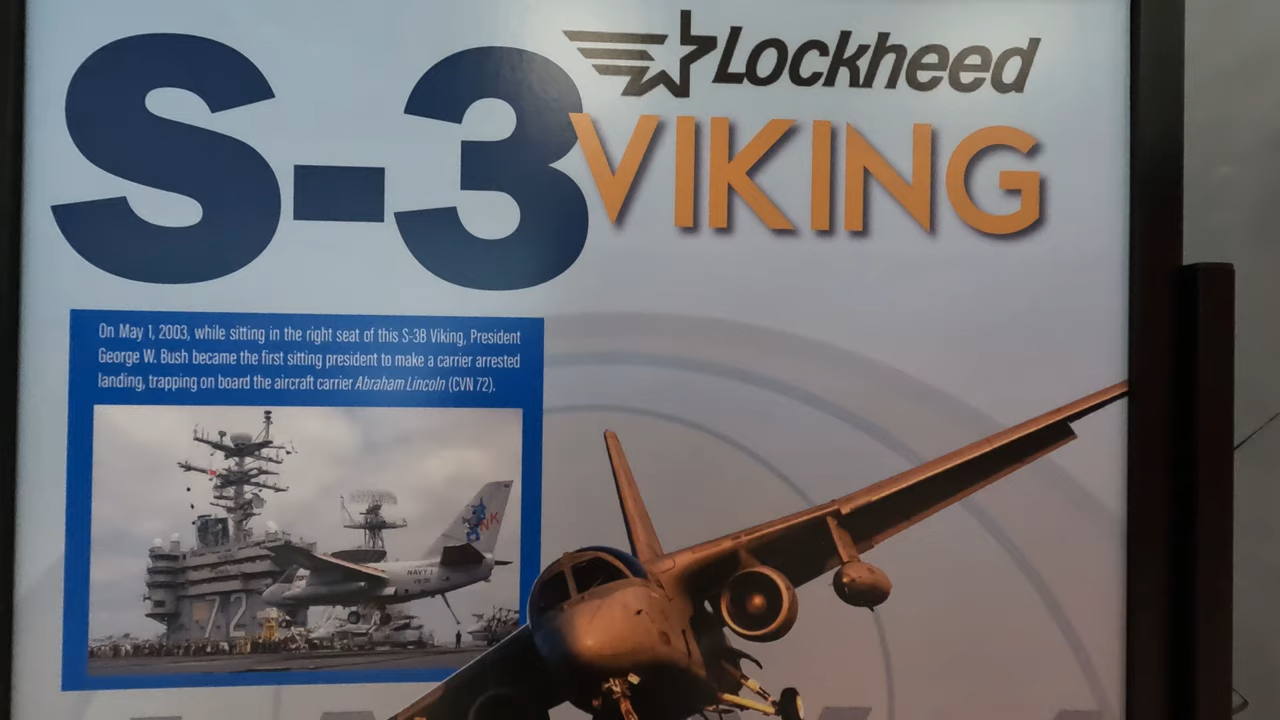 S-3
Lockheed
VIKING
On May 1, 2003, while sitting in the right seat of this S-3B Viking, President
George W. Bush became the first sitting president to make a carrier arrested
landing, trapping on board the aircraft carrier Abraham Lincoln (CVN 72).
NK
NAVY-1
72